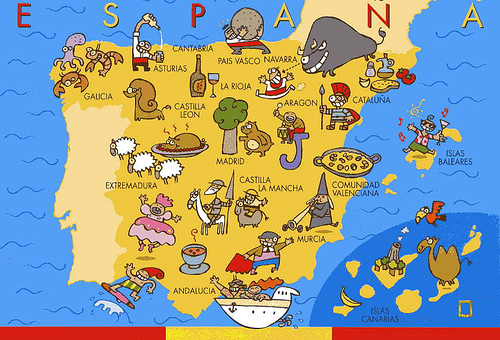 ESPAÑA
CANTABRIA
ASTURIAS
PAIS VASCO
NAVARRA
GALICIA
LA RIOJA
CASTILLA
LEON
ARAGON
CATALUNA
MADRID
ISLAS
BALEARES
EXTREMADURA
CASTILLA
LA MANCHA
COMUNIDAD
VALENCIANA
J
MURCIA
ANDALUCIA
ISLAS
CANARIAS